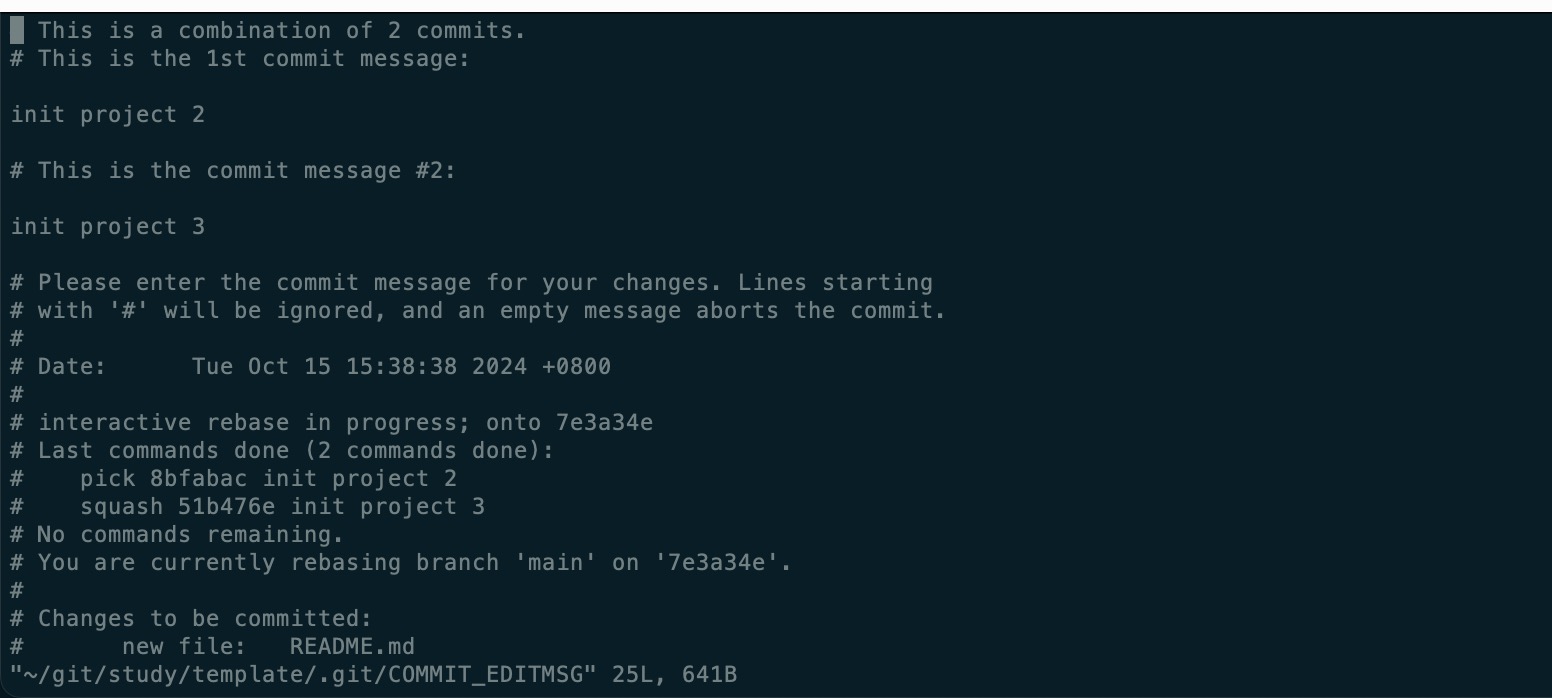 # This is a combination of 2 commits.
# This is the 1st commit message:
init project 2
# This is the commit message #2:
init project 3
# Please enter the commit message for your changes. Lines starting
# with '#' will be ignored, and an empty message aborts the commit.
#
# Date:      Tue Oct 15 15:38:38 2024 +0800
#
# interactive rebase in progress; onto 7e3a34e
# Last commands done (2 commands done):
#    pick 8bfabac init project 2
#    squash 51b476e init project 3
# No commands remaining.
# You are currently rebasing branch 'main' on '7e3a34e'.
#
# Changes to be committed:
#       new file:   README.md
"~/git/study/template/.git/COMMIT_EDITMSG" 25L, 641B